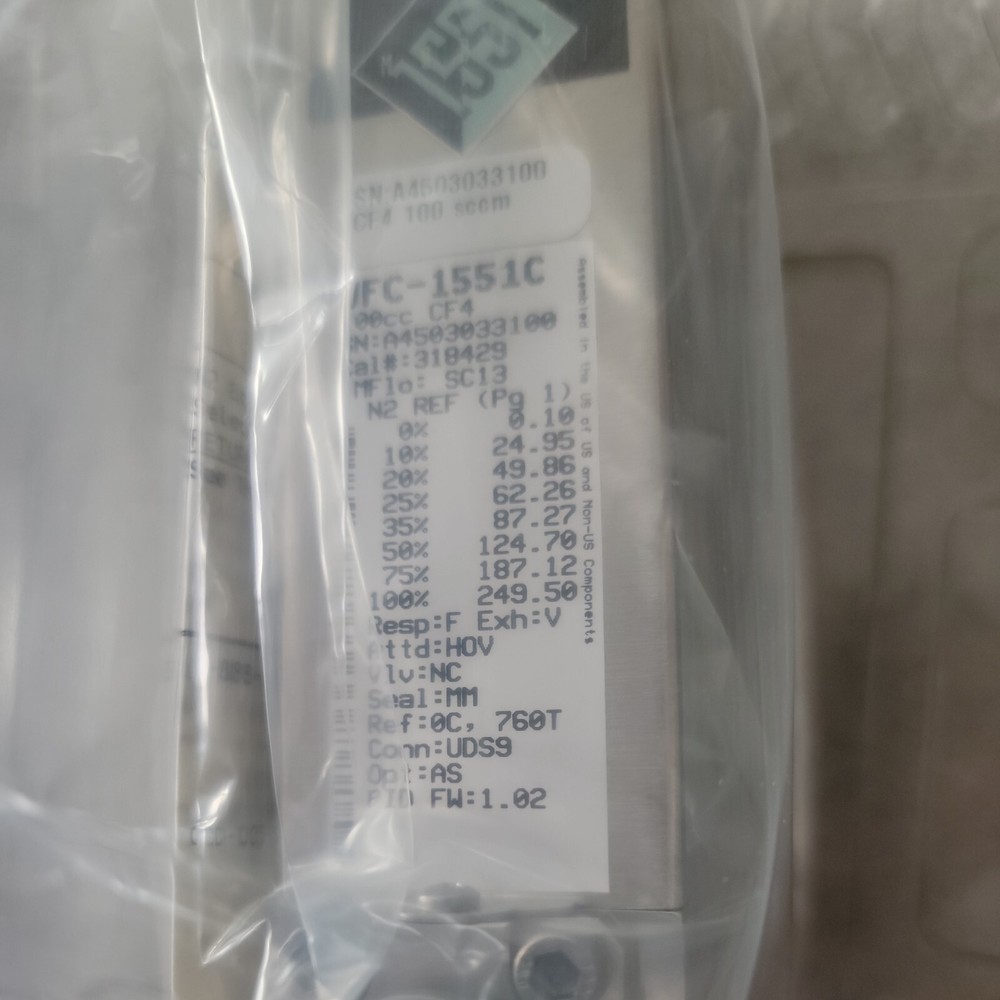 1551
SN:A4503033100
CF4 100 sccm
FC-1551C
00cc CF4
N:A4503033100
al#:318429
MFlo: SC13
N2 REF (Pg 1)
0% 0.10
10% 24.95
20% 49.86
25% 62.26
35% 87.27
50% 124.70
75% 187.12
100% 249.50
Resp:F Exh:V
Attd:HOV
Vlv:NC
Seal:MM
Ref:0C, 760T
Conn:UDS9
Opt:AS
PID FW:1.02
Assembled in the US of US and Non-US Components